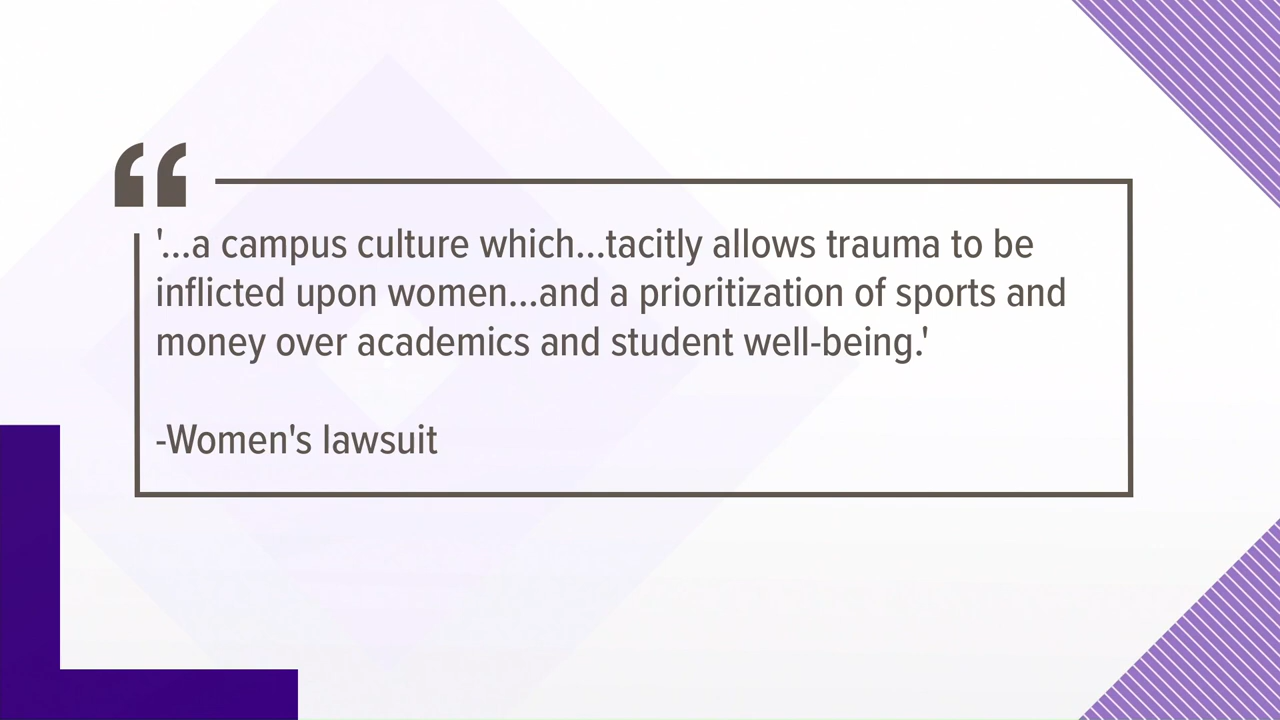 “
'...a campus culture which...tacitly allows trauma to be
inflicted upon women...and a prioritization of sports and
money over academics and student well-being.'
-Women's lawsuit